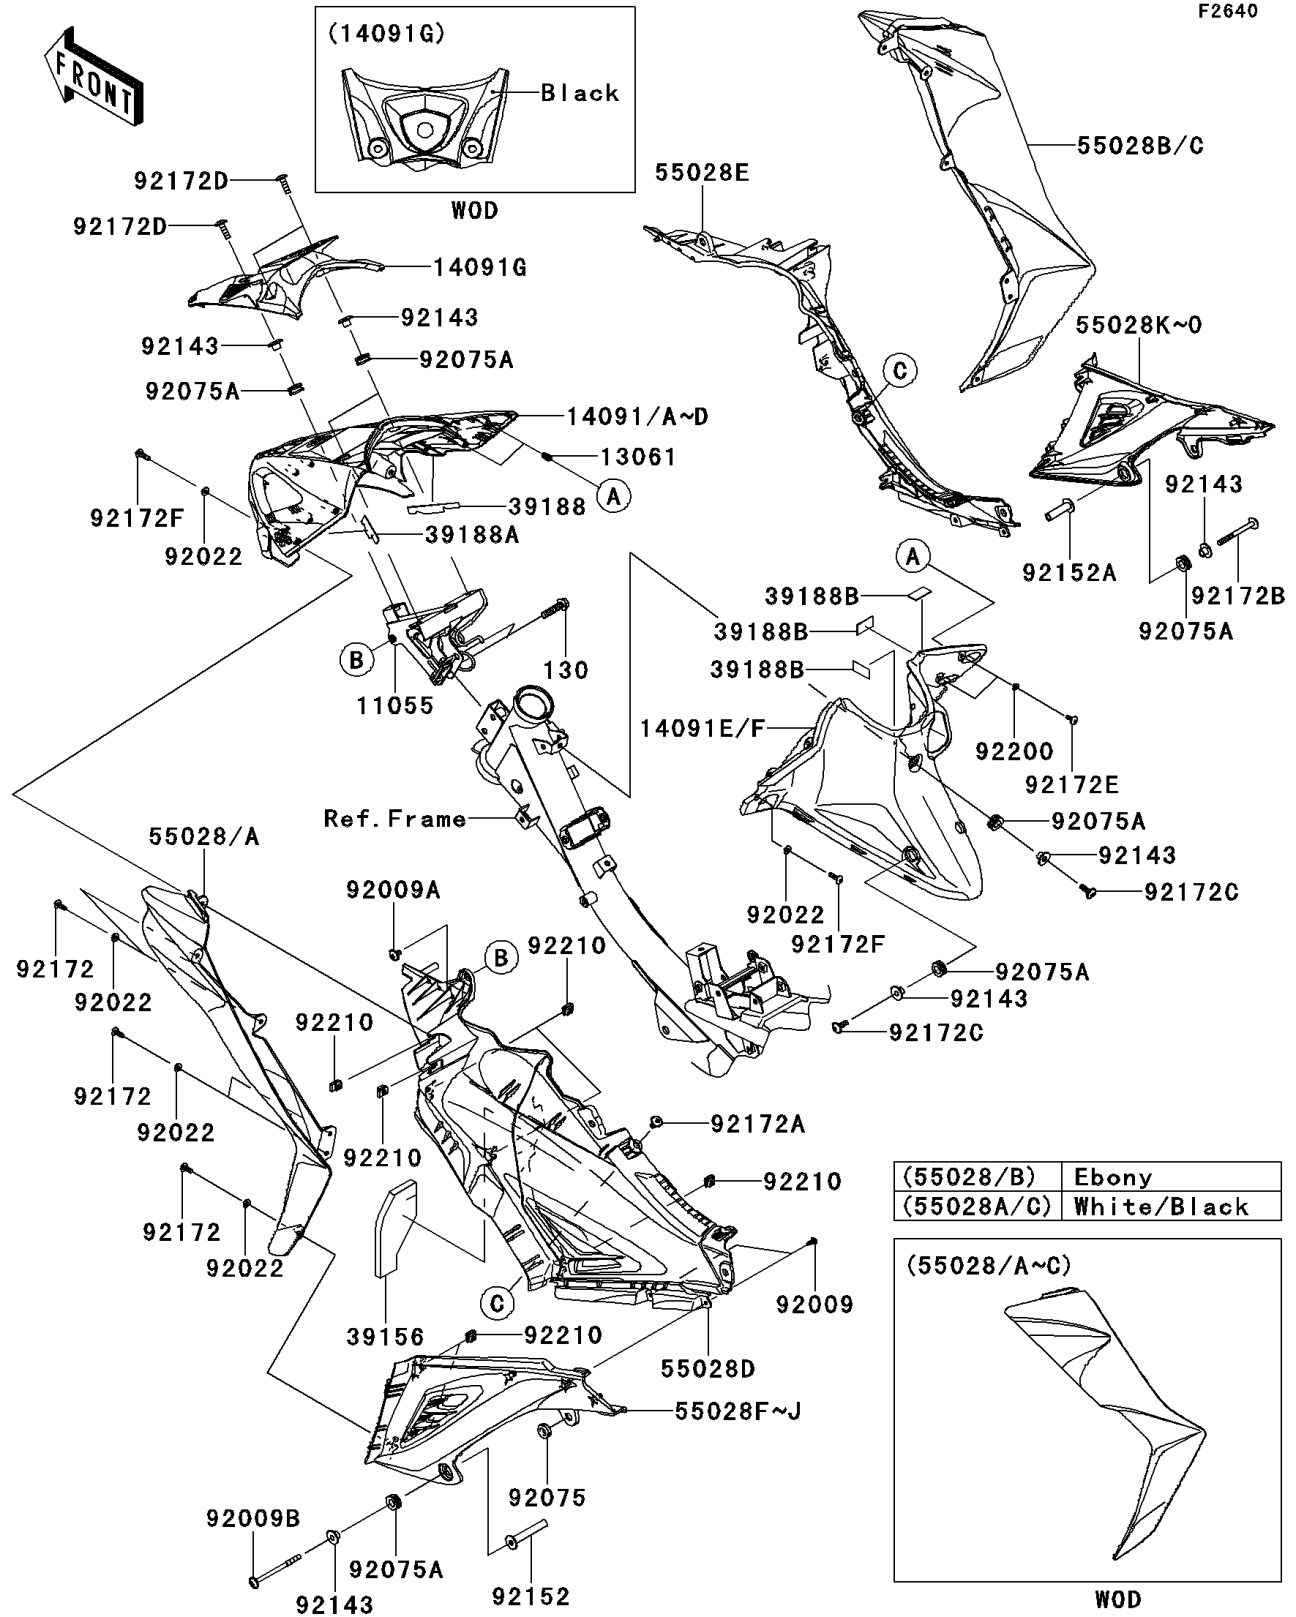 F2640
FRONT
(14091G)
Black
WOD
92172D
92172D
14091G
92143
92143
92075A
92075A
55028E
55028B/C
55028K~O
C
14091/A~D
13061
A
39188
39188A
92172F
92022
92143
92152A
92172B
92075A
A
39188B
39188B
39188B
B
130
11055
14091E/F
92200
92172E
Ref.Frame
92075A
92143
92172C
55028/A
92009A
92022
92172F
B
92210
92172
92022
92075A
92143
92172C
92210
92172
92022
92210
92172A
92210
92172
92022
C
92009
(55028/B) Ebony
(55028A/C) White/Black
(55028/A~C)
39156
92210
55028D
55028F~J
92075
92009B
92075A
92143
92152
WOD